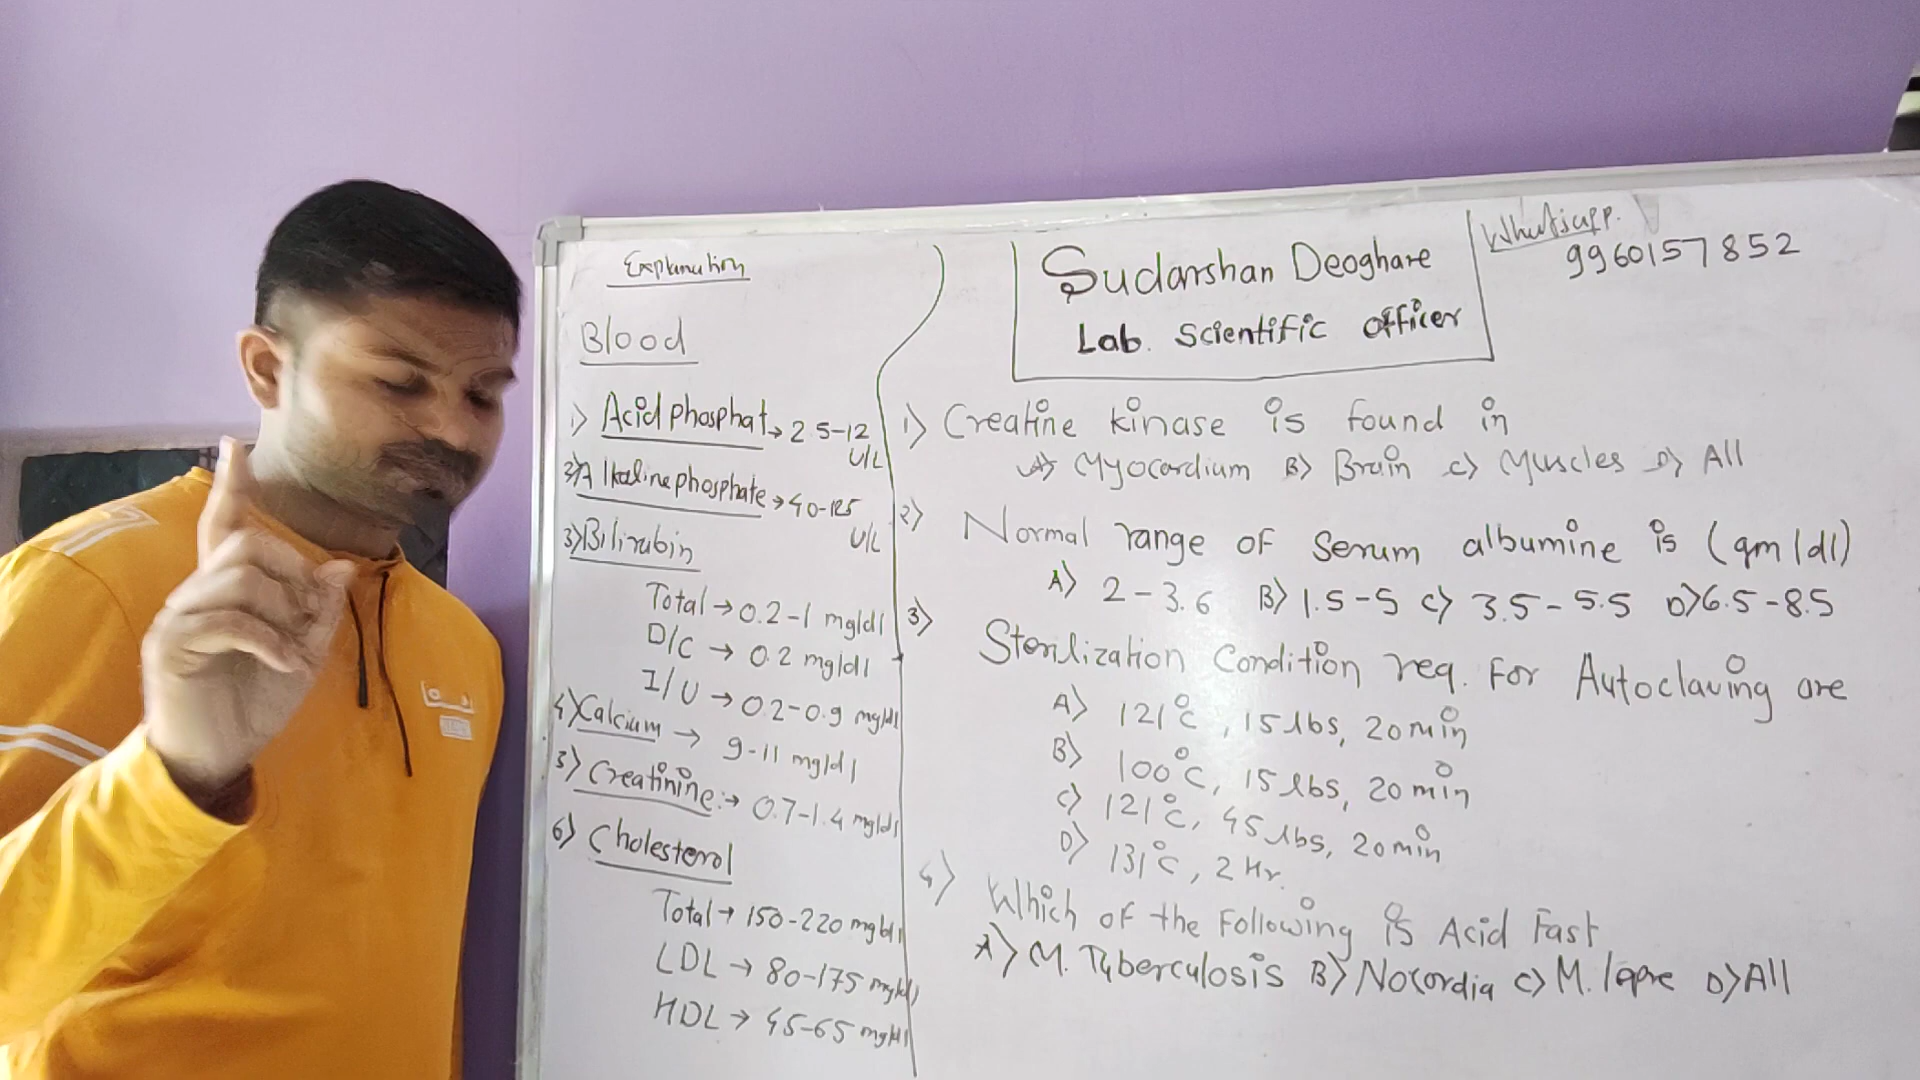 Explanation
Blood
1) Acid phosphat → 2.5-12
U/L
2) Alkaline phosphate → 40-125
U/L
3) Bilirubin
Total → 0.2-1 mg/dl
D/C → 0.2 mg/dl
I/U → 0.2-0.9 mg/dl
4) Calcium → 9-11 mg/dl
5) Creatinine :→ 0.7-1.4 mg/dl
6) Cholesterol
Total → 150-220 mg/dl
LDL → 80-175 mg/dl
HDL → 45-65 mg/dl
Sudarshan Deoghare
Lab. Scientific officer
Whatsapp.
9960157852
1) Creatine kinase is found in
A) Myocardium B) Brain C) Muscles D) All
2) Normal range of serum albumine is (gm/dl)
A) 2-3.6 B) 1.5-5 C) 3.5-5.5 D) 6.5-8.5
3) Sterilization Condition req. For Autoclaving are
A) 121°C, 15 lbs, 20 min
B) 100°C, 15 lbs, 20 min
C) 121°C, 45 lbs, 20 min
D) 131°C, 2 Hr.
4) Which of the Following is Acid Fast
A) M. Tuberculosis B) Nocordia C) M. lepre D) All